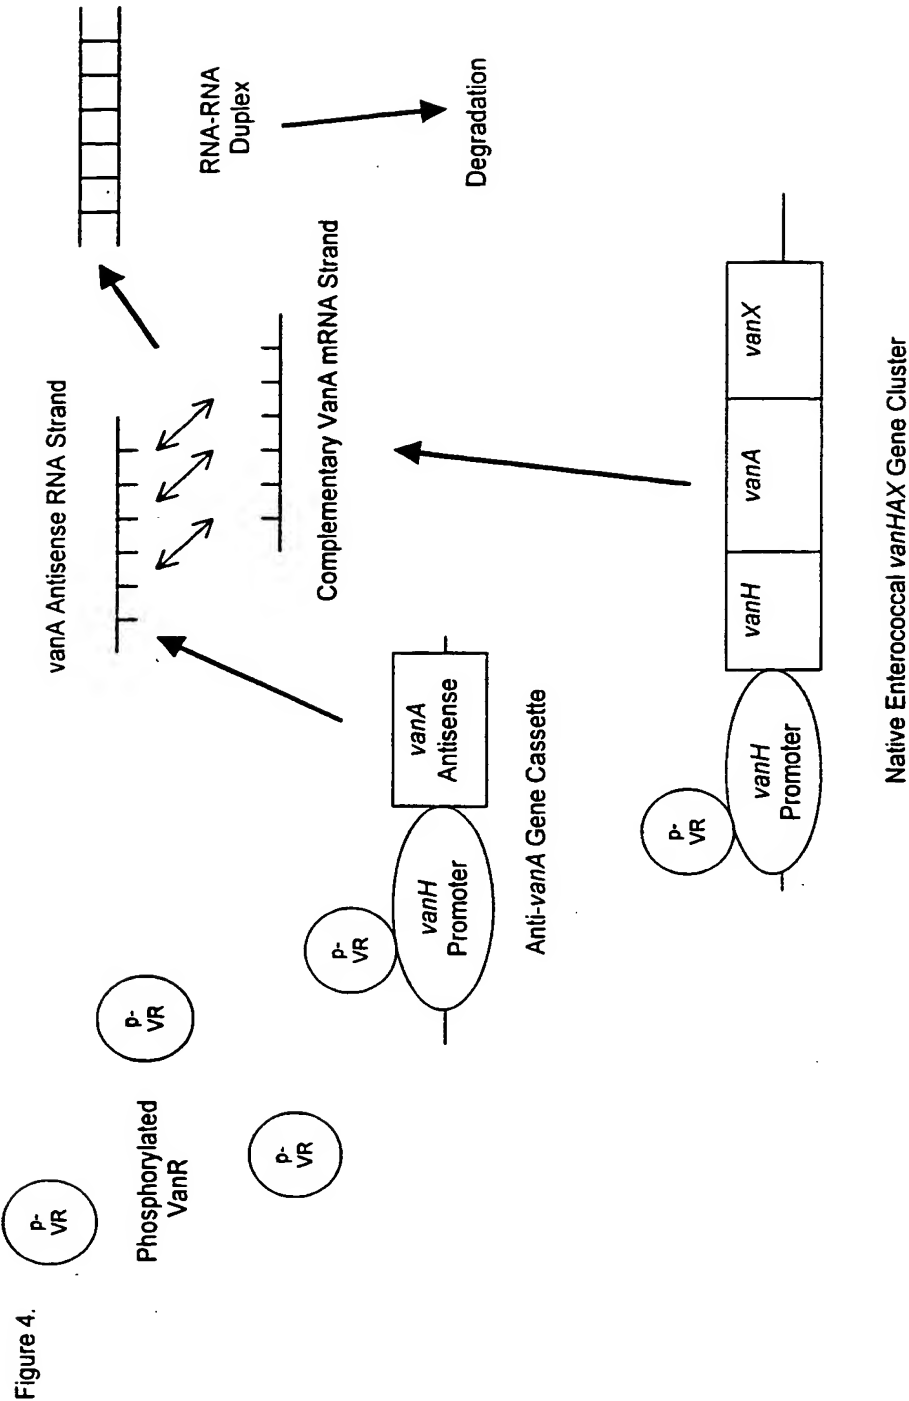 Figure 4.
p-
VR
Phosphorylated
VanR
p-
VR
p-
VR
vanA Antisense RNA Strand
RNA-RNA
Duplex
Degradation
Complementary VanA mRNA Strand
p-
VR
vanH
Promoter
vanA
Antisense
Anti-vanA Gene Cassette
p-
VR
vanH
Promoter
vanH
vanA
vanX
Native Enterococcal vanHAX Gene Cluster